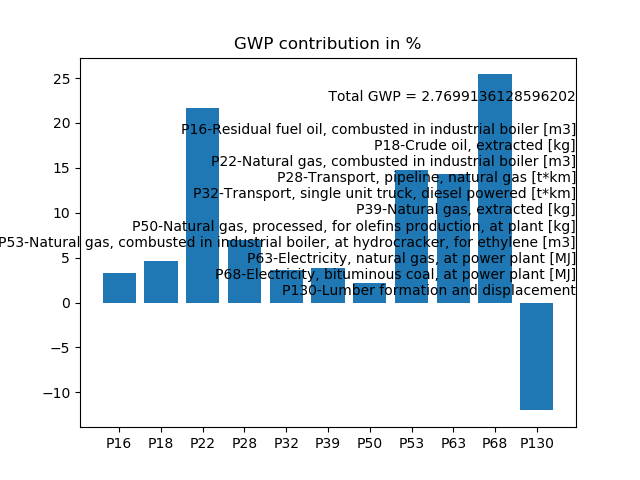 GWP contribution in %
25
20
15
10
5
0
−5
−10
Total GWP = 2.7699136128596202
P16-Residual fuel oil, combusted in industrial boiler [m3]
P18-Crude oil, extracted [kg]
P22-Natural gas, combusted in industrial boiler [m3]
P28-Transport, pipeline, natural gas [t*km]
P32-Transport, single unit truck, diesel powered [t*km]
P39-Natural gas, extracted [kg]
P50-Natural gas, processed, for olefins production, at plant [kg]
P53-Natural gas, combusted in industrial boiler, at hydrocracker, for ethylene [m3]
P63-Electricity, natural gas, at power plant [MJ]
P68-Electricity, bituminous coal, at power plant [MJ]
P130-Lumber formation and displacement
P16 P18 P22 P28 P32 P39 P50 P53 P63 P68 P130